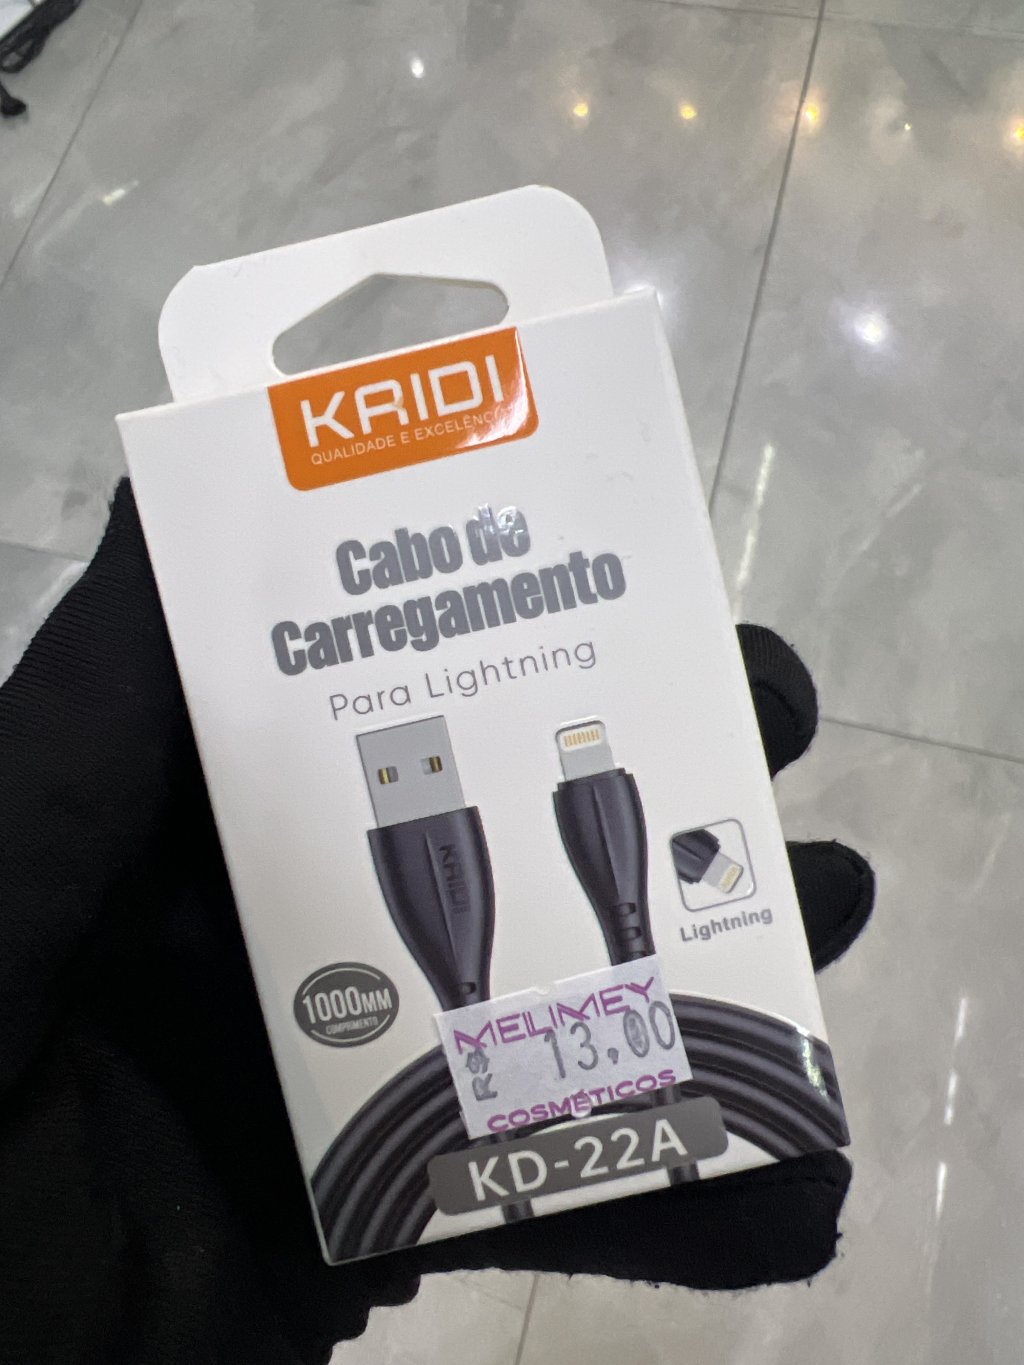 KRIDI
QUALIDADE E EXCELÊNCIA
Cabo de
Carregamento
Para Lightning
KRIDI
Lightning
1000MM
COMPRIMENTO
MELIMEY
R$ 13,00
COSMÉTICOS
KD-22A